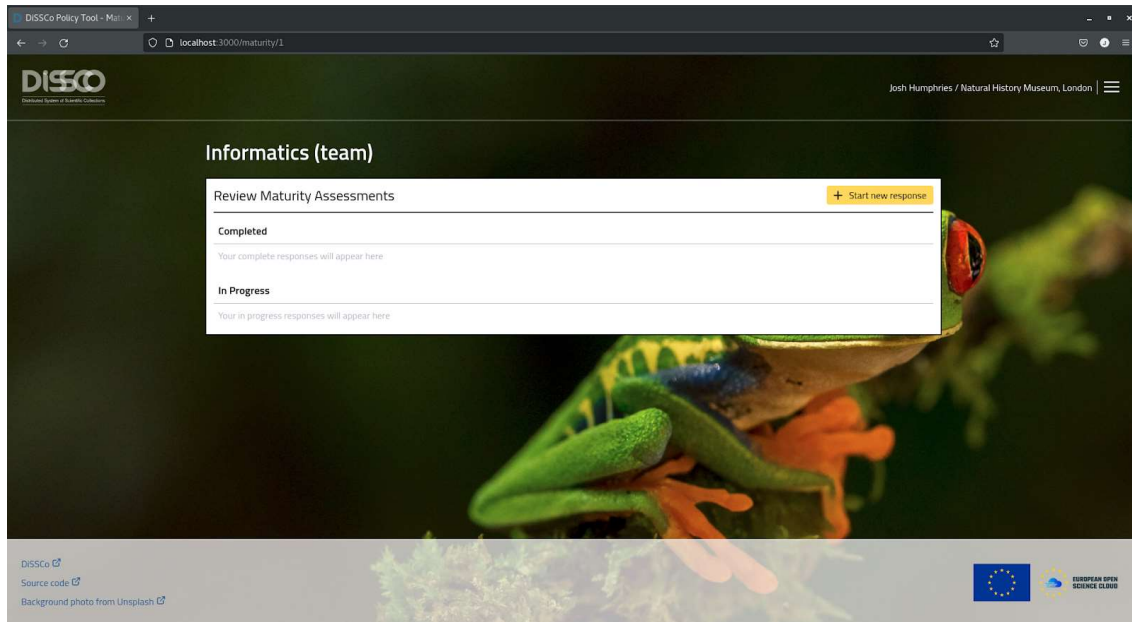 DiSSCo Policy Tool - Matu
localhost:3000/maturity/1
DiSSCO
Distributed System of Scientific Collections
Josh Humphries / Natural History Museum, London
Informatics (team)
Review Maturity Assessments
+ Start new response
Completed
Your complete responses will appear here
In Progress
Your in progress responses will appear here
DiSSCo
Source code
Background photo from Unsplash
EUROPEAN OPEN
SCIENCE CLOUD